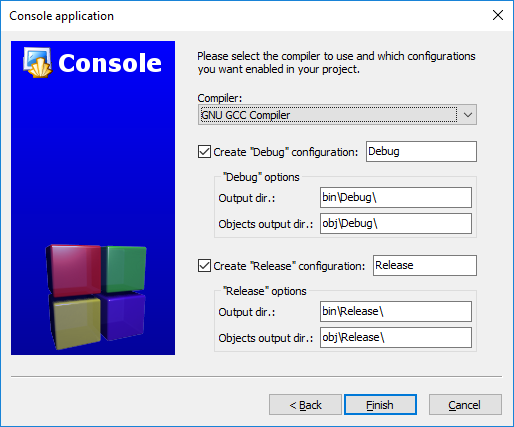 Console application
Console
Please select the compiler to use and which configurations
you want enabled in your project.
Compiler:
GNU GCC Compiler
Create "Debug" configuration: Debug
"Debug" options
Output dir.: bin\Debug\
Objects output dir.: obj\Debug\
Create "Release" configuration: Release
"Release" options
Output dir.: bin\Release\
Objects output dir.: obj\Release\
< Back Finish Cancel